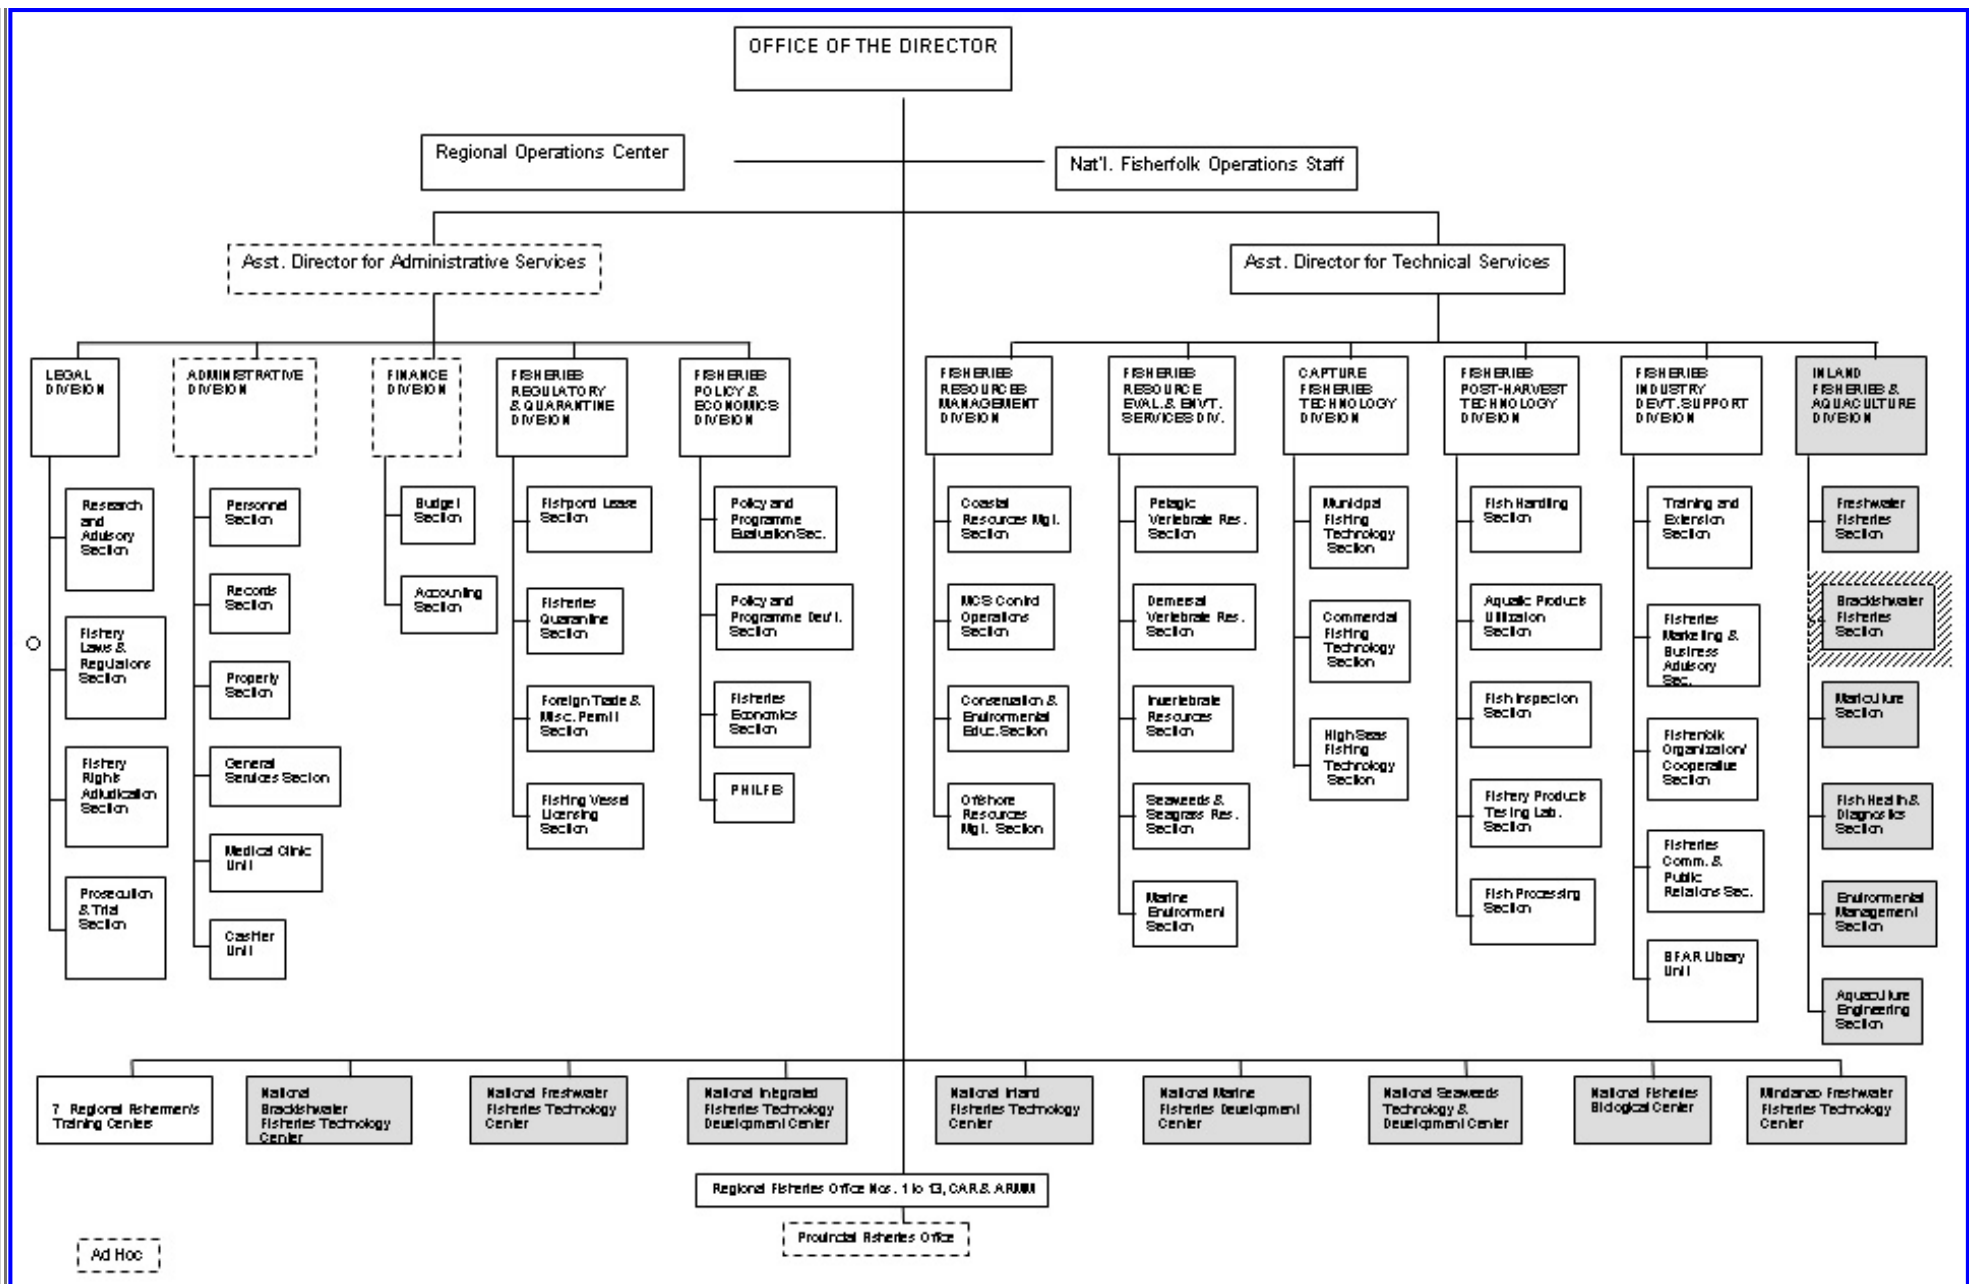 OFFICE OF THE DIRECTOR
Regional Operations Center
Nat'l. Fisherfolk Operations Staff
Asst. Director for Administrative Services
Asst. Director for Technical Services
LEGAL
DIVISION
ADMINISTRATIVE
DIVISION
FINANCE
DIVISION
FISHERIES
REGULATORY
& QUARANTINE
DIVISION
FISHERIES
POLICY &
ECONOMICS
DIVISION
FISHERIES
RESOURCES
MANAGEMENT
DIVISION
FISHERIES
RESOURCE
EVAL. & ENVT.
SERVICES DIV.
CAPTURE
FISHERIES
TECHNOLOGY
DIVISION
FISHERIES
POST-HARVEST
TECHNOLOGY
DIVISION
FISHERIES
INDUSTRY
DEVT. SUPPORT
DIVISION
INLAND
FISHERIES &
AQUACULTURE
DIVISION
Research
and
Advisory
Section
Fishery
Laws &
Regulations
Section
Fishery
Rights
Adjudication
Section
Prosecution
& Trial
Section
Personnel
Section
Records
Section
Property
Section
General
Services Section
Medical Clinic
Unit
Cashier
Unit
Budget
Section
Accounting
Section
Fishpond Lease
Section
Fisheries
Quarantine
Section
Foreign Trade &
Misc. Permit
Section
Fishing Vessel
Licensing
Section
Policy and
Programme
Evaluation Sec.
Policy and
Programme Dev't.
Section
Fisheries
Economics
Section
PHILFIS
Coastal
Resources Mgt.
Section
MCS Control
Operations
Section
Conservation &
Environmental
Educ. Section
Offshore
Resources
Mgt. Section
Pelagic
Vertebrate Res.
Section
Demersal
Vertebrate Res.
Section
Invertebrate
Resources
Section
Seaweeds &
Seagrass Res.
Section
Marine
Environment
Section
Municipal
Fishing
Technology
Section
Commercial
Fishing
Technology
Section
High Seas
Fishing
Technology
Section
Fish Handling
Section
Aquatic Products
Utilization
Section
Fish Inspection
Section
Fishery Products
Testing Lab.
Section
Fish Processing
Section
Training and
Extension
Section
Fisheries
Marketing &
Business
Advisory
Sec.
Fisherfolk
Organization/
Cooperative
Section
Fisheries
Comm. &
Public
Relations Sec.
BFAR Library
Unit
Freshwater
Fisheries
Section
Brackishwater
Fisheries
Section
Mariculture
Section
Fish Health &
Diagnostics
Section
Environmental
Management
Section
Aquaculture
Engineering
Section
7 Regional Fishermen's
Training Centers
National
Brackishwater
Fisheries Technology
Center
National Freshwater
Fisheries Technology
Center
National Integrated
Fisheries Technology
Development Center
National Inland
Fisheries Technology
Center
National Marine
Fisheries Development
Center
National Seaweeds
Technology &
Development Center
National Fisheries
Biological Center
Mindanao Freshwater
Fisheries Technology
Center
Regional Fisheries Office Nos. 1 to 13, CAR & ARMM
Provincial Fisheries Office
Ad Hoc